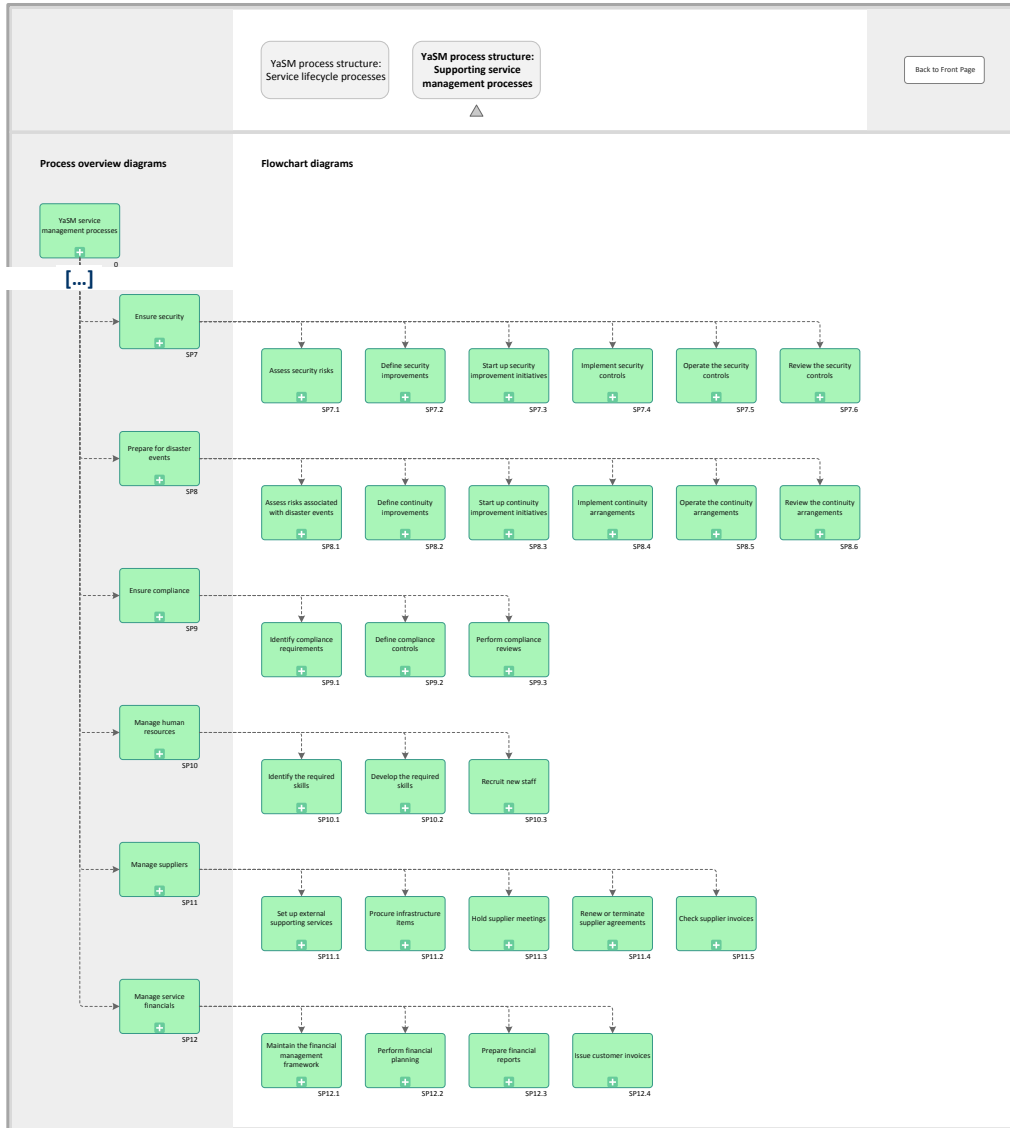 YaSM process structure:
Service lifecycle processes
YaSM process structure:
Supporting service
management processes
Back to Front Page
Process overview diagrams
Flowchart diagrams
YaSM service
management processes
0
[...]
Ensure security
SP7
Assess security risks
SP7.1
Define security
improvements
SP7.2
Start up security
improvement initiatives
SP7.3
Implement security
controls
SP7.4
Operate the security
controls
SP7.5
Review the security
controls
SP7.6
Prepare for disaster
events
SP8
Assess risks associated
with disaster events
SP8.1
Define continuity
improvements
SP8.2
Start up continuity
improvement initiatives
SP8.3
Implement continuity
arrangements
SP8.4
Operate the continuity
arrangements
SP8.5
Review the continuity
arrangements
SP8.6
Ensure compliance
SP9
Identify compliance
requirements
SP9.1
Define compliance
controls
SP9.2
Perform compliance
reviews
SP9.3
Manage human
resources
SP10
Identify the required
skills
SP10.1
Develop the required
skills
SP10.2
Recruit new staff
SP10.3
Manage suppliers
SP11
Set up external
supporting services
SP11.1
Procure infrastructure
items
SP11.2
Hold supplier meetings
SP11.3
Renew or terminate
supplier agreements
SP11.4
Check supplier invoices
SP11.5
Manage service
financials
SP12
Maintain the financial
management
framework
SP12.1
Perform financial
planning
SP12.2
Prepare financial
reports
SP12.3
Issue customer invoices
SP12.4